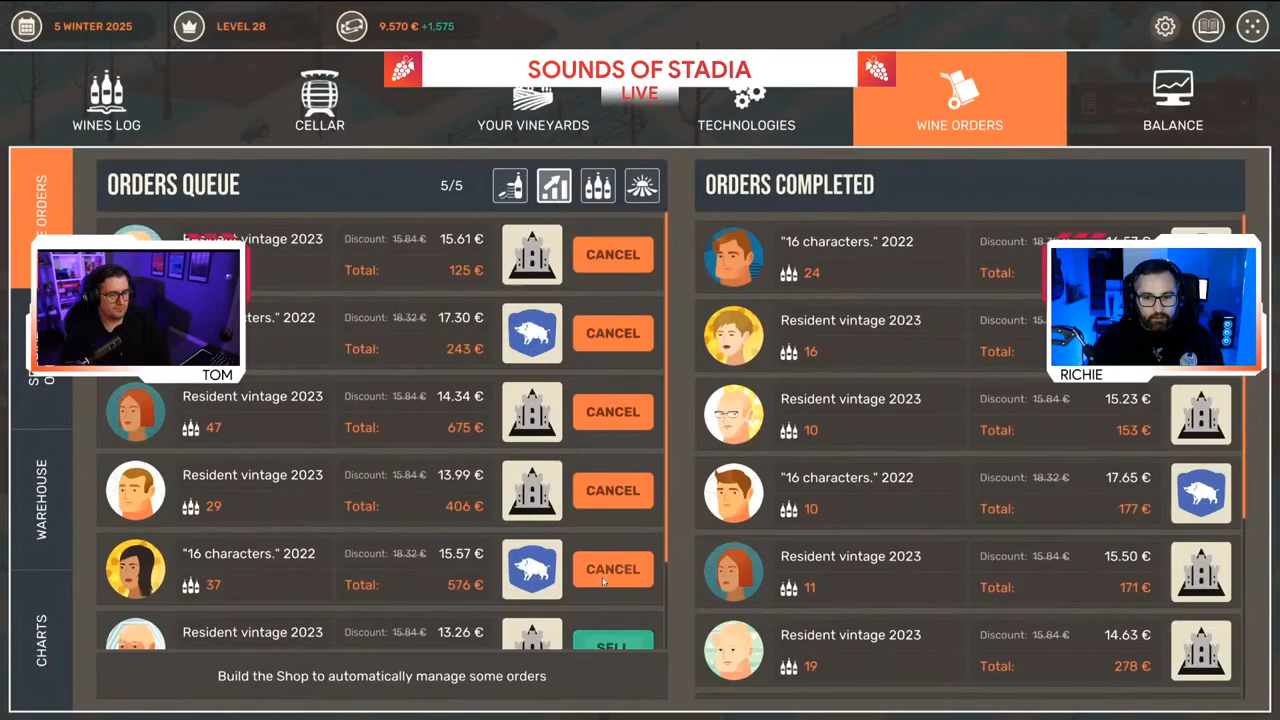 5 WINTER 2025
LEVEL 28
9.570 € +1,575
SOUNDS OF STADIA
LIVE
WINES LOG
CELLAR
YOUR VINEYARDS
TECHNOLOGIES
WINE ORDERS
BALANCE
ORDERS
WAREHOUSE
CHARTS
ORDERS QUEUE
5/5
vintage 2023
Discount: 15.84 € 15.61 €
Total: 125 €
CANCEL
2022
Discount: 18.32 € 17.30 €
Total: 243 €
CANCEL
Resident vintage 2023
Discount: 15.84 € 14.34 €
47
Total: 675 €
CANCEL
Resident vintage 2023
Discount: 15.84 € 13.99 €
29
Total: 406 €
CANCEL
"16 characters." 2022
Discount: 18.32 € 15.57 €
37
Total: 576 €
CANCEL
Resident vintage 2023
Discount: 15.84 € 13.26 €
SELL
Build the Shop to automatically manage some orders
ORDERS COMPLETED
"16 characters." 2022
Discount:
24
Total:
Resident vintage 2023
Discount:
16
Total:
Resident vintage 2023
Discount: 15.84 € 15.23 €
10
Total: 153 €
"16 characters." 2022
Discount: 18.32 € 17.65 €
10
Total: 177 €
Resident vintage 2023
Discount: 15.84 € 15.50 €
11
Total: 171 €
Resident vintage 2023
Discount: 15.84 € 14.63 €
19
Total: 278 €
TOM
RICHIE